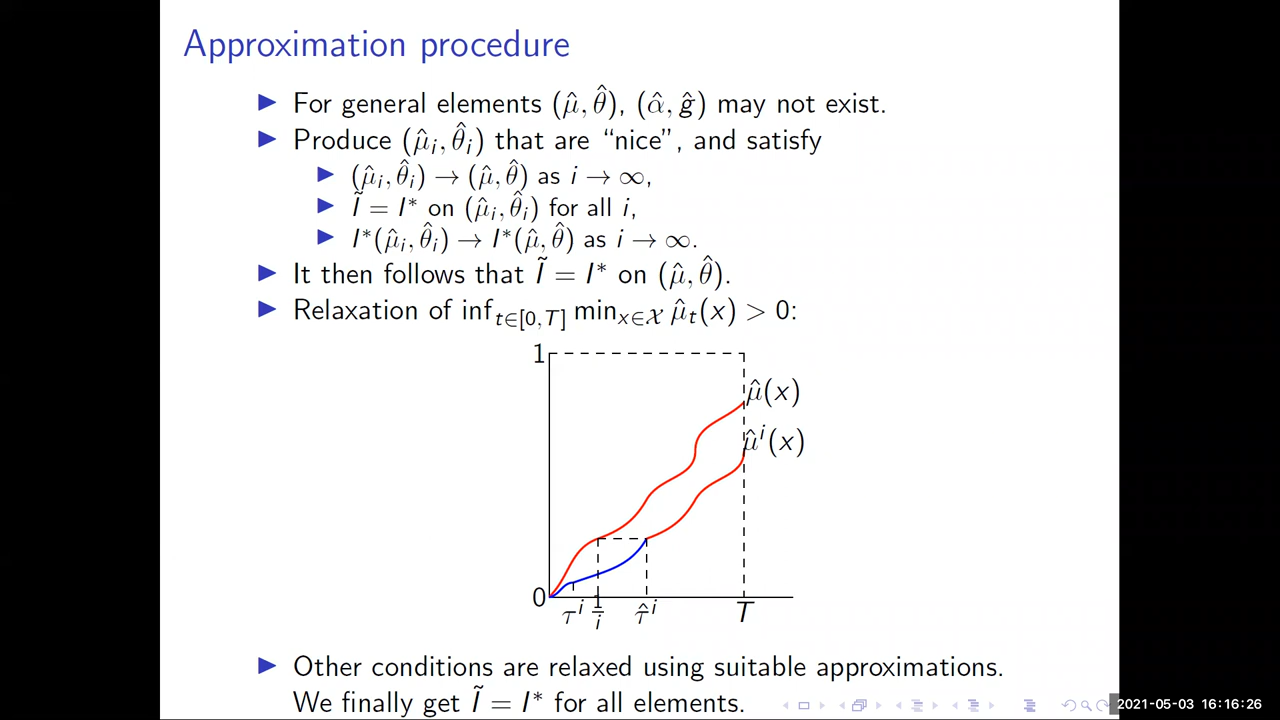 Approximation procedure
▶ For general elements (μ̂, θ̂), (α̂, ĝ) may not exist.
▶ Produce (μ̂ᵢ, θ̂ᵢ) that are “nice”, and satisfy
▶ (μ̂ᵢ, θ̂ᵢ) → (μ̂, θ̂) as i → ∞,
▶ Ĩ = I* on (μ̂ᵢ, θ̂ᵢ) for all i,
▶ I*(μ̂ᵢ, θ̂ᵢ) → I*(μ̂, θ̂) as i → ∞.
▶ It then follows that Ĩ = I* on (μ̂, θ̂).
▶ Relaxation of inf_{t∈[0,T]} min_{x∈𝒳} μ̂ₜ(x) > 0:
1
μ̂(x)
μ̂ⁱ(x)
0
τⁱ 1/i τ̂ⁱ T
▶ Other conditions are relaxed using suitable approximations.
We finally get Ĩ = I* for all elements.
2021-05-03 16:16:26